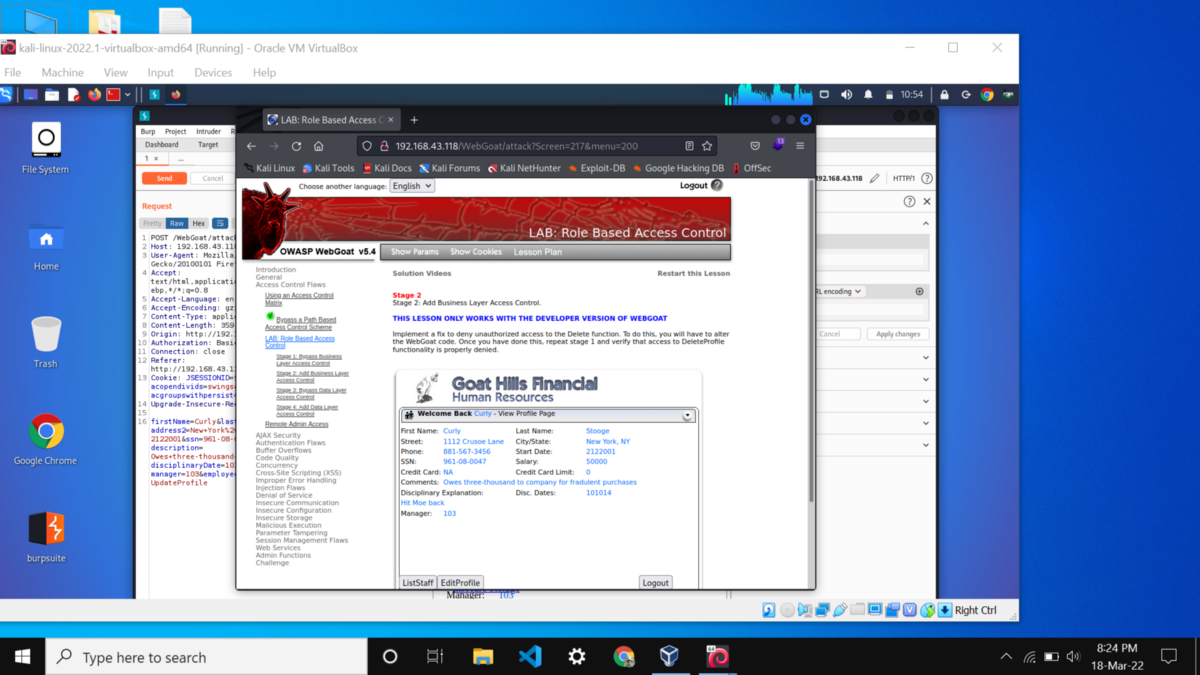 kali-linux-2022.1-virtualbox-amd64 [Running] - Oracle VM VirtualBox
File Machine View Input Devices Help
10:54
File System
Home
Trash
Google Chrome
burpsuite
Burp Project Intruder
Dashboard Target
1 × ...
Send Cancel
192.168.43.118 HTTP/1
Request
Pretty Raw Hex
1 POST /WebGoat/attack
2 Host: 192.168.43.11
3 User-Agent: Mozilla
Gecko/20100101 Fire
4 Accept:
text/html,applicatio
ebp,*/*;q=0.8
5 Accept-Language: en
6 Accept-Encoding: gz
7 Content-Type: applic
8 Content-Length: 359
9 Origin: http://192.
10 Authorization: Basi
11 Connection: close
12 Referer:
http://192.168.43.11
13 Cookie: JSESSIONID=
acopendivids=swings
acgroupswithpersist=
14 Upgrade-Insecure-Re
15
16 firstName=Curly&las
address2=New+York%
2122001&ssn=961-08-
description=
Owes+three-thousand
disciplinaryDate=10
manager=103&employe
UpdateProfile
RL encoding
Cancel Apply changes
LAB: Role Based Access C × +
192.168.43.118/WebGoat/attack?Screen=217&menu=200
13
Kali Linux Kali Tools Kali Docs Kali Forums Kali NetHunter Exploit-DB Google Hacking DB OffSec
Choose another language: English Logout ?
LAB: Role Based Access Control
OWASP WebGoat v5.4 Show Params Show Cookies Lesson Plan
Introduction
General
Access Control Flaws
Using an Access Control
Matrix
Bypass a Path Based
Access Control Scheme
LAB: Role Based Access
Control
Stage 1: Bypass Business
Layer Access Control
Stage 2: Add Business Layer
Access Control
Stage 3: Bypass Data Layer
Access Control
Stage 4: Add Data Layer
Access Control
Remote Admin Access
AJAX Security
Authentication Flaws
Buffer Overflows
Code Quality
Concurrency
Cross-Site Scripting (XSS)
Improper Error Handling
Injection Flaws
Denial of Service
Insecure Communication
Insecure Configuration
Insecure Storage
Malicious Execution
Parameter Tampering
Session Management Flaws
Web Services
Admin Functions
Challenge
Solution Videos Restart this Lesson
Stage 2
Stage 2: Add Business Layer Access Control.
THIS LESSON ONLY WORKS WITH THE DEVELOPER VERSION OF WEBGOAT
Implement a fix to deny unauthorized access to the Delete function. To do this, you will have to alter
the WebGoat code. Once you have done this, repeat stage 1 and verify that access to DeleteProfile
functionality is properly denied.
Goat Hills Financial
Human Resources
Welcome Back Curly - View Profile Page
First Name: Curly Last Name: Stooge
Street: 1112 Crusoe Lane City/State: New York, NY
Phone: 881-567-3456 Start Date: 2122001
SSN: 961-08-0047 Salary: 50000
Credit Card: NA Credit Card Limit: 0
Comments: Owes three-thousand to company for fradulent purchases
Disciplinary Explanation: Disc. Dates: 101014
Hit Moe back
Manager: 103
ListStaff EditProfile Logout
Manager: 103
Right Ctrl
Type here to search
8:24 PM
18-Mar-22